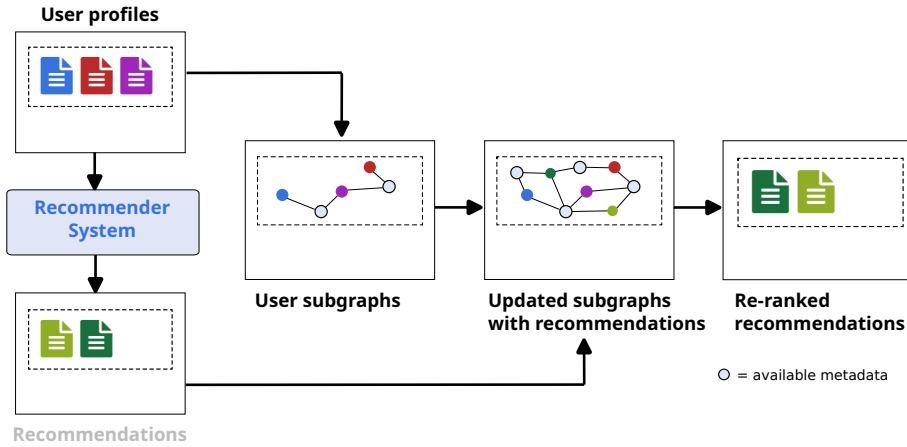 User profiles
Recommender
System
Recommendations
User subgraphs
Updated subgraphs
with recommendations
Re-ranked
recommendations
= available metadata